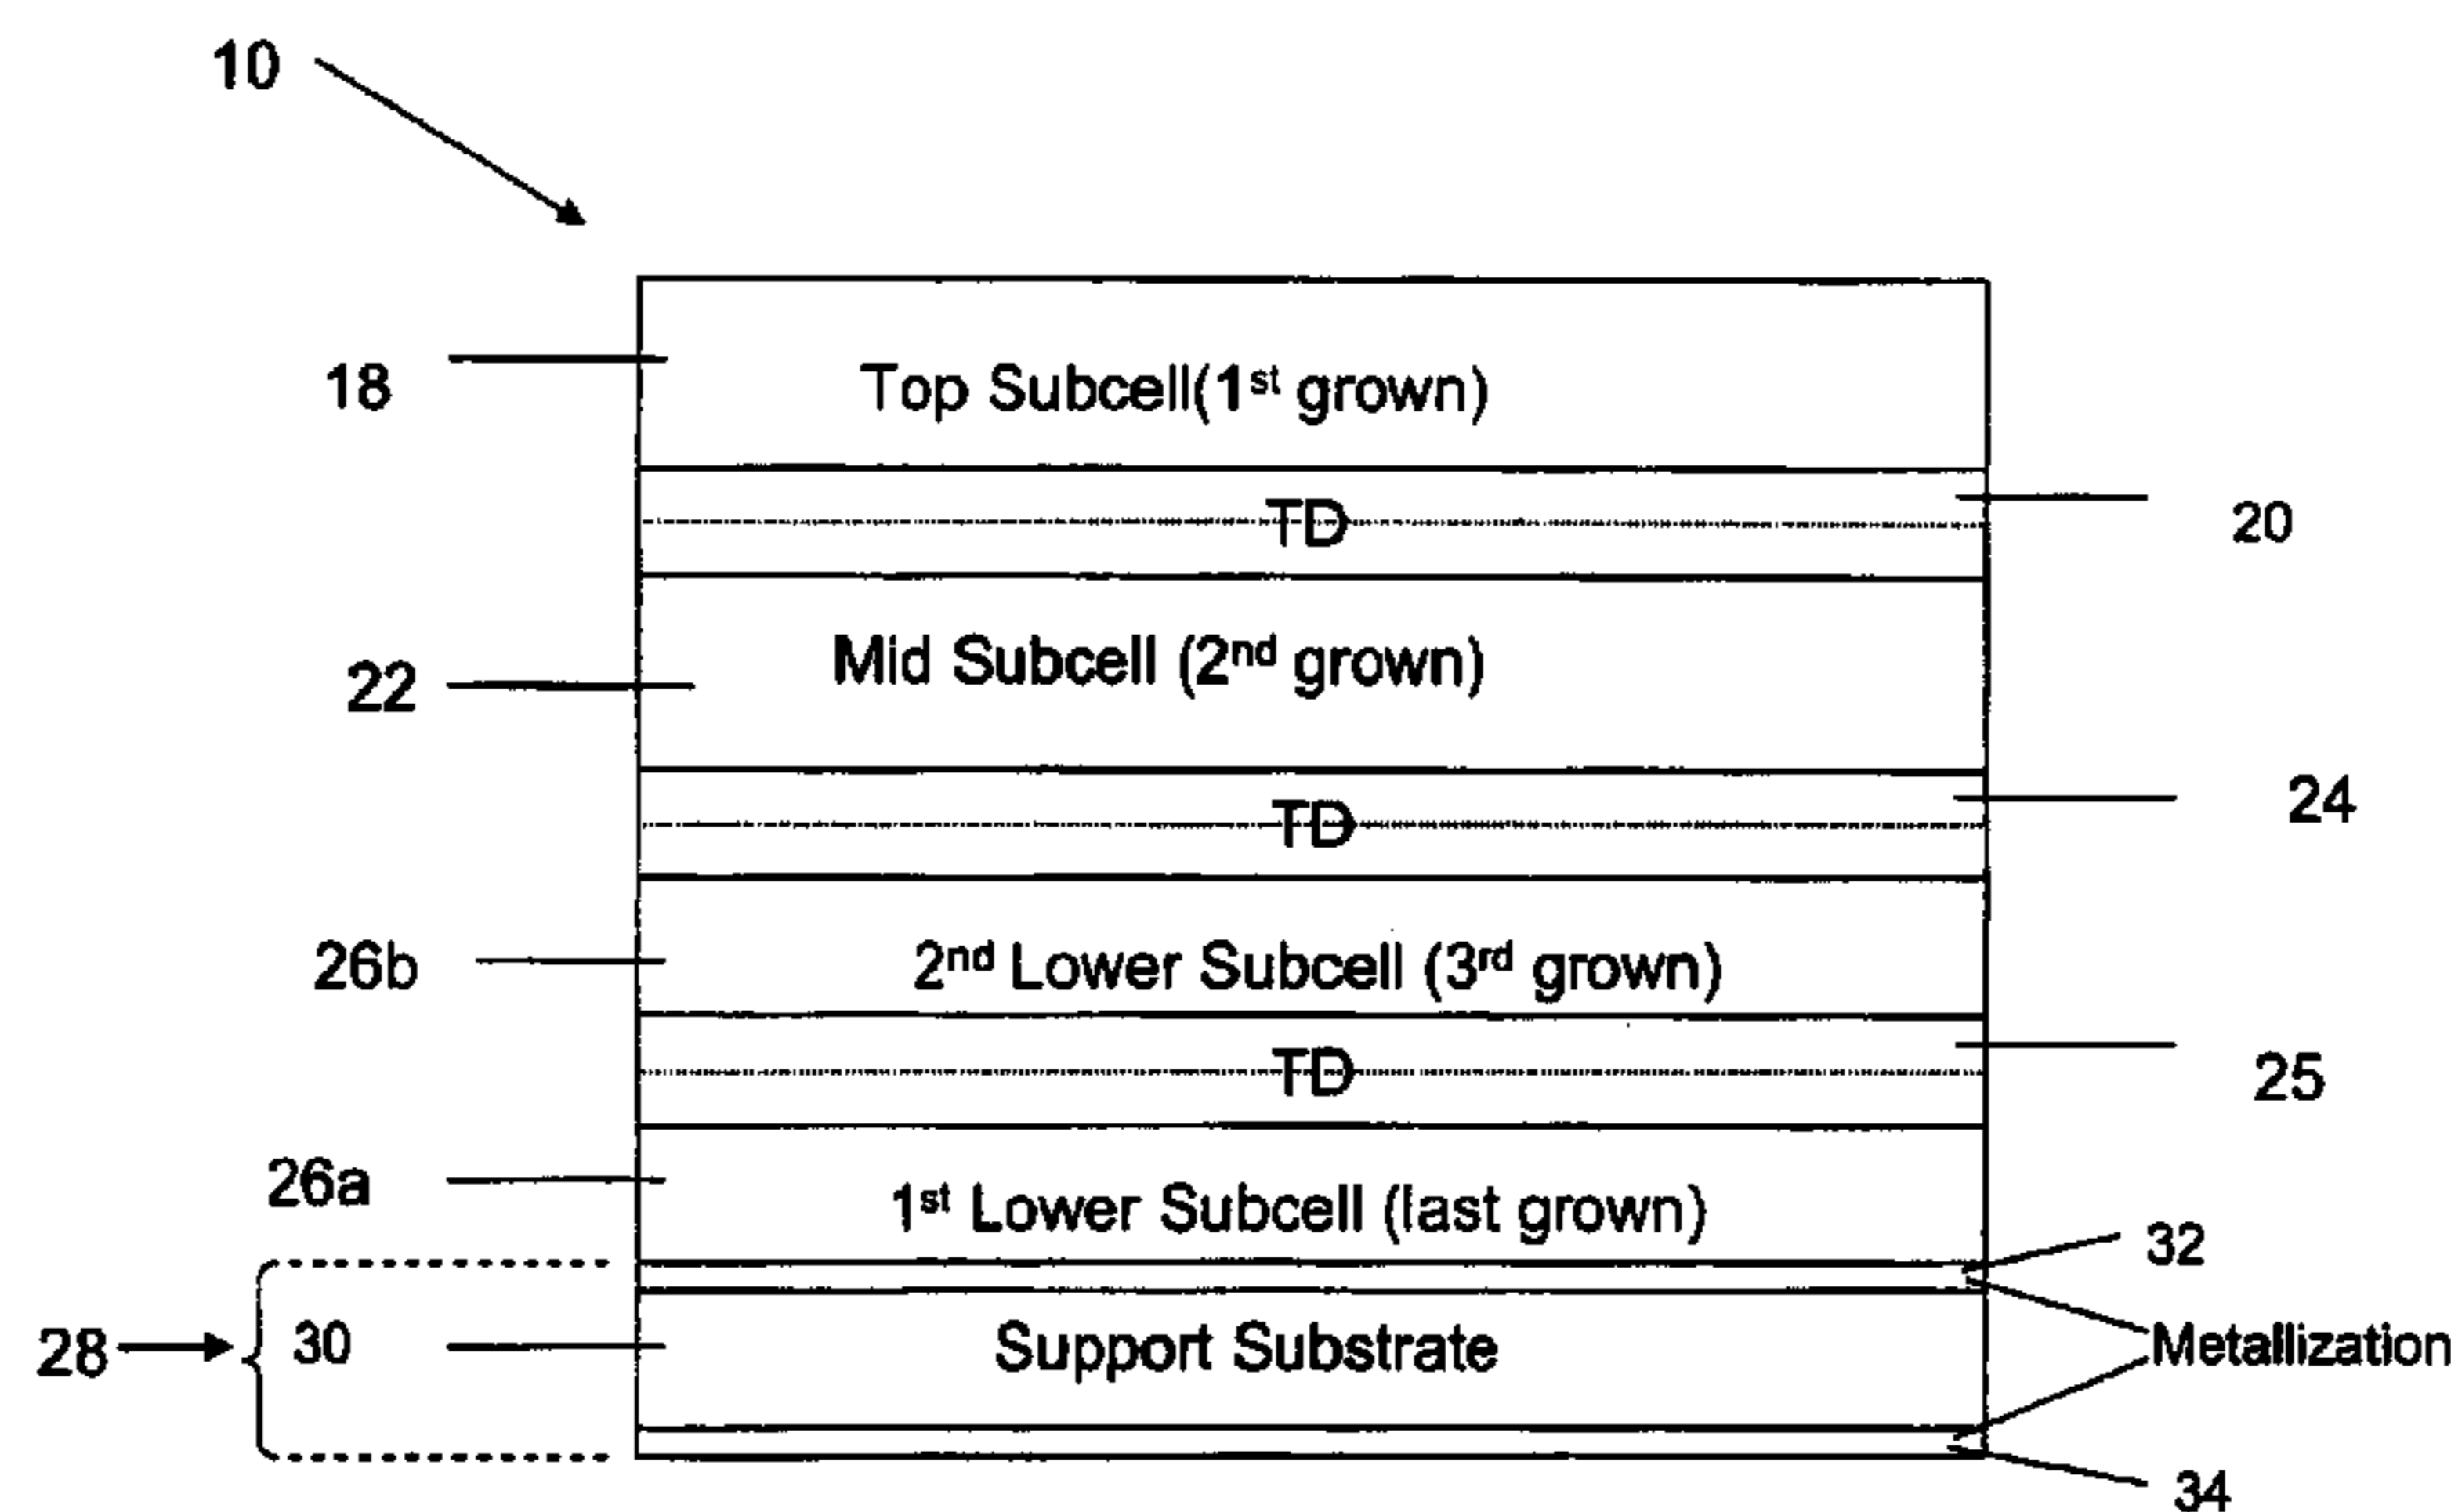 10
18
Top Subcell(1st grown)
TD
20
22
Mid Subcell (2nd grown)
TD
24
26b
2nd Lower Subcell (3rd grown)
TD
25
26a
1st Lower Subcell (last grown)
32
28
30
Support Substrate
Metallization
34